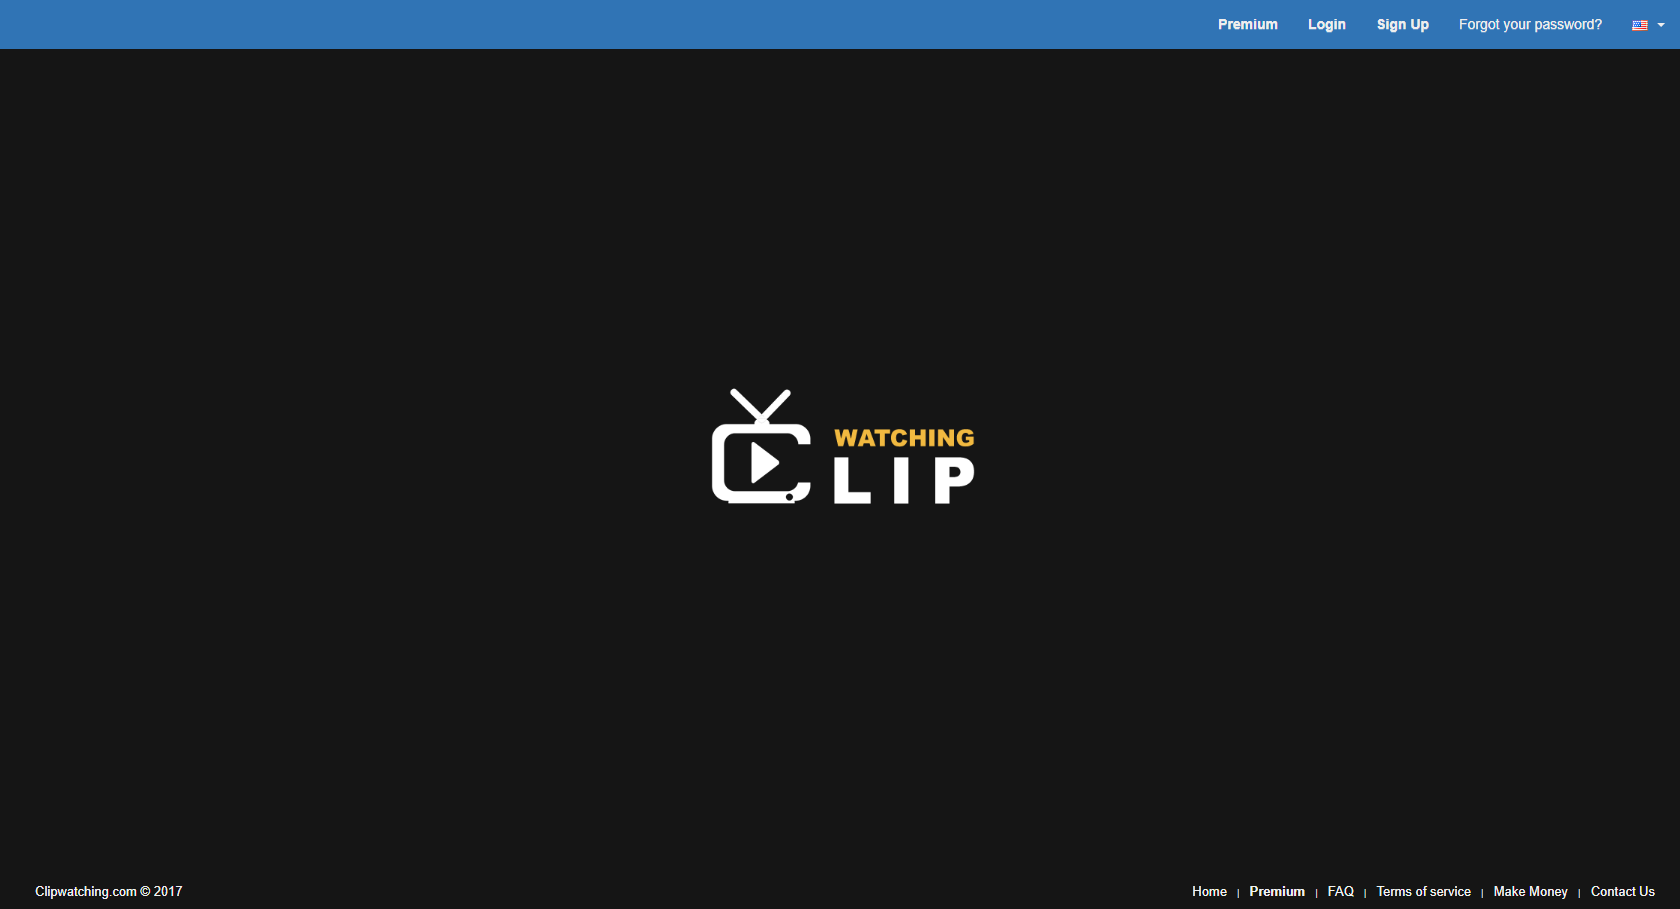 Premium Login Sign Up Forgot your password?
WATCHING
LIP
Clipwatching.com © 2017
Home | Premium | FAQ | Terms of service | Make Money | Contact Us